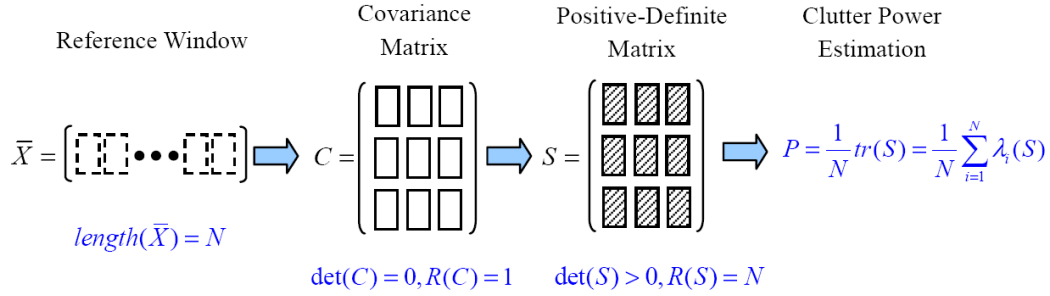 Reference Window
Covariance
Matrix
Positive-Definite
Matrix
Clutter Power
Estimation
X̅ =
C =
S =
P = 1/N tr(S) = 1/N ∑_{i=1}^{N} λ_i(S)
length(X̅) = N
det(C) = 0, R(C) = 1
det(S) > 0, R(S) = N